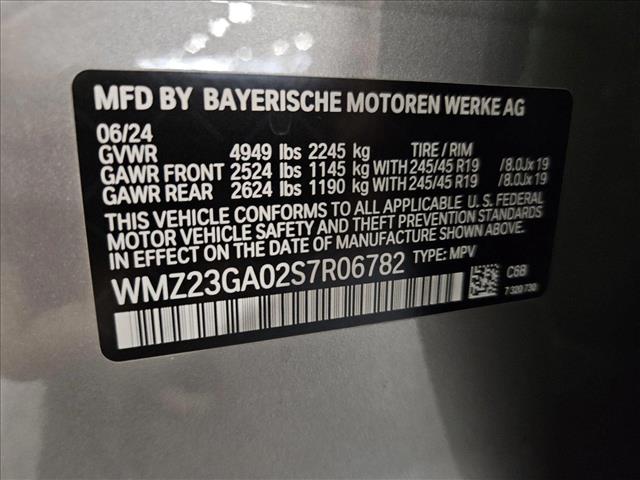 MFD BY BAYERISCHE MOTOREN WERKE AG
06/24
GVWR 4949 lbs 2245 kg TIRE / RIM
GAWR FRONT 2524 lbs 1145 kg WITH 245/45 R19 /8.0Jx19
GAWR REAR 2624 lbs 1190 kg WITH 245/45 R19 /8.0Jx19
THIS VEHICLE CONFORMS TO ALL APPLICABLE U. S. FEDERAL
MOTOR VEHICLE SAFETY AND THEFT PREVENTION STANDARDS
IN EFFECT ON THE DATE OF MANUFACTURE SHOWN ABOVE.
WMZ23GA02S7R06782 TYPE: MPV
C6B
7 320 730